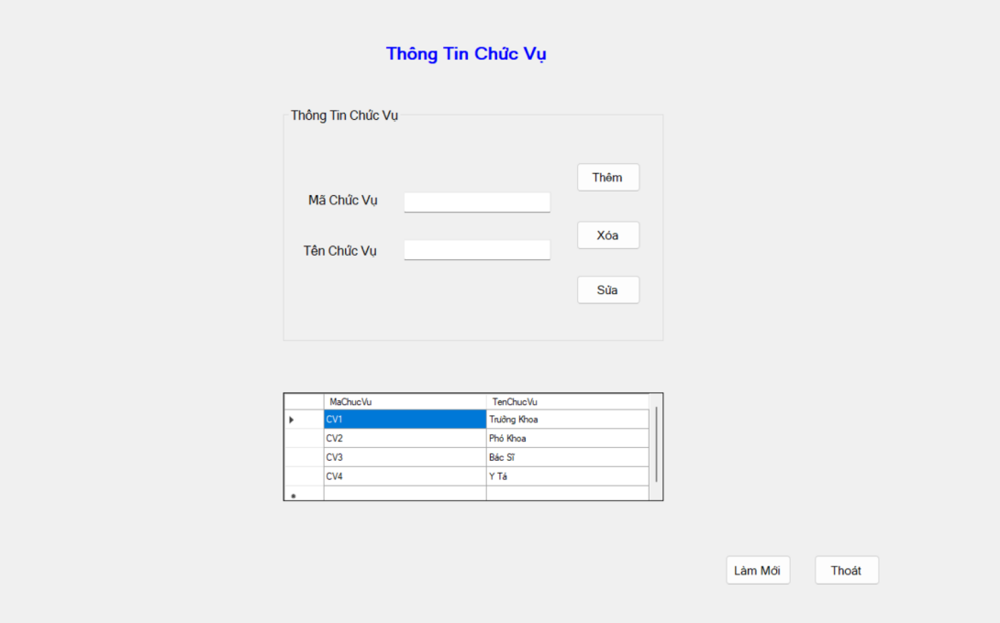 Thông Tin Chức Vụ
Thông Tin Chức Vụ
Thêm
Mã Chức Vụ
Xóa
Tên Chức Vụ
Sửa
MaChucVu TenChucVu
CV1 Trưởng Khoa
CV2 Phó Khoa
CV3 Bác Sĩ
CV4 Y Tá
Làm Mới Thoát